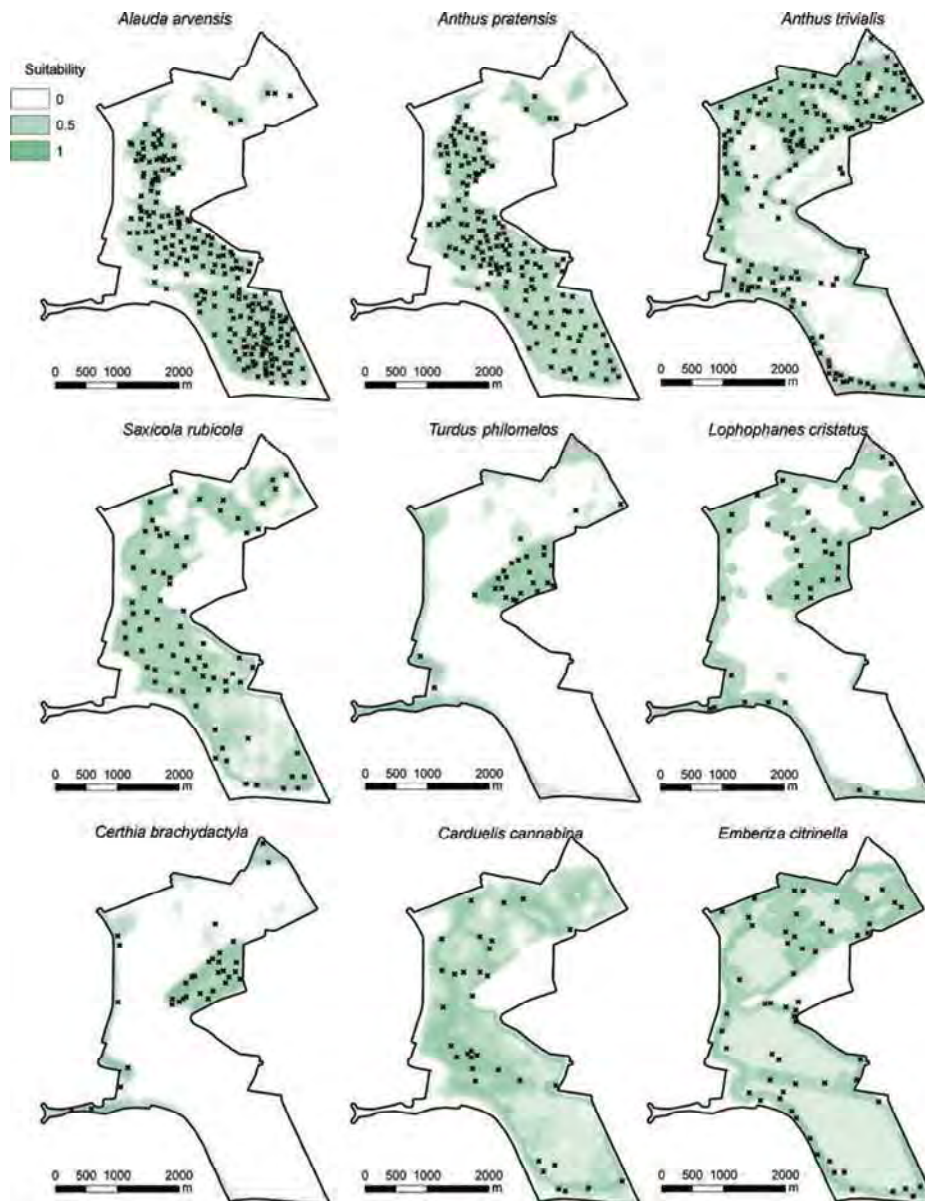 Alauda arvensis
Anthus pratensis
Anthus trivialis
Suitability
0
0.5
1
0 500 1000 2000 m
0 500 1000 2000 m
0 500 1000 2000 m
Saxicola rubicola
Turdus philomelos
Lophophanes cristatus
0 500 1000 2000 m
0 500 1000 2000 m
0 500 1000 2000 m
Certhia brachydactyla
Carduelis cannabina
Emberiza citrinella
0 500 1000 2000 m
0 500 1000 2000 m
0 500 1000 2000 m